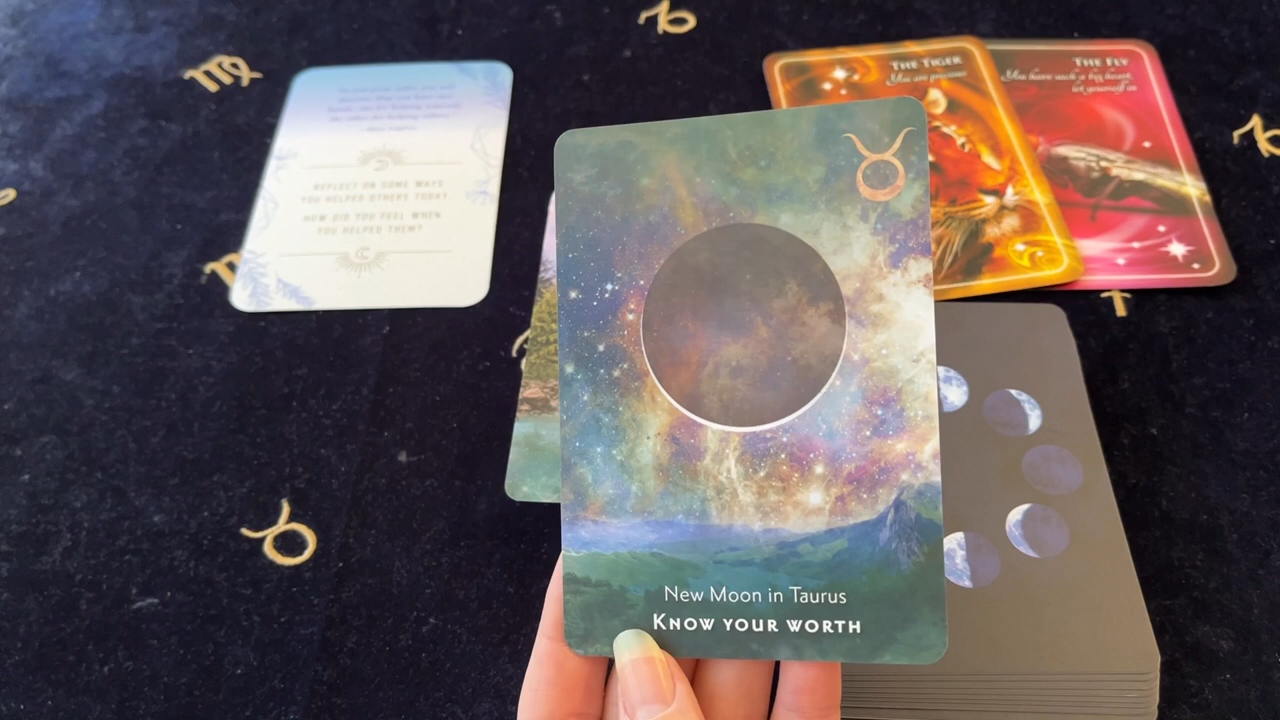 REFLECT ON SOME WAYS
YOU HELPED OTHERS TODAY.
HOW DID YOU FEEL WHEN
YOU HELPED THEM?
New Moon in Taurus
KNOW YOUR WORTH
THE TIGER
You are precious
THE FLY
You have such a big heart,
let yourself in